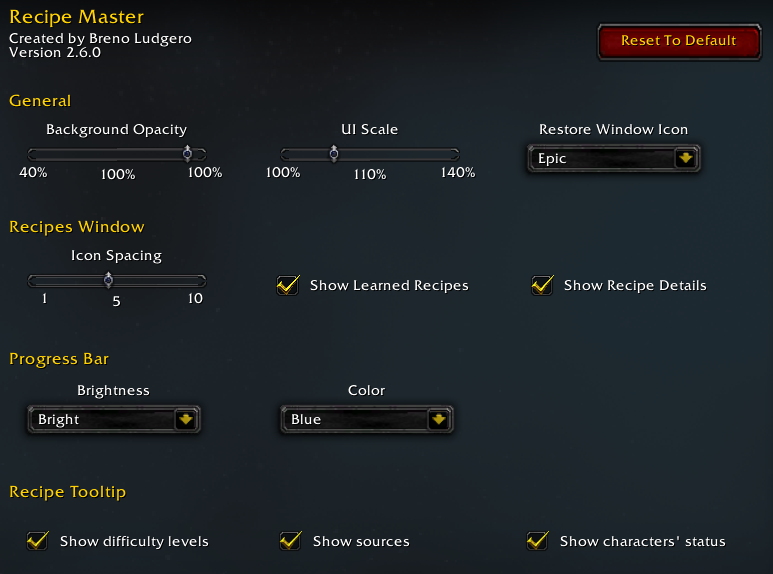 Recipe Master
Created by Breno Ludgero
Version 2.6.0
Reset To Default
General
Background Opacity
40% 100% 100%
UI Scale
100% 110% 140%
Restore Window Icon
Epic
Recipes Window
Icon Spacing
1 5 10
Show Learned Recipes
Show Recipe Details
Progress Bar
Brightness
Bright
Color
Blue
Recipe Tooltip
Show difficulty levels
Show sources
Show characters' status